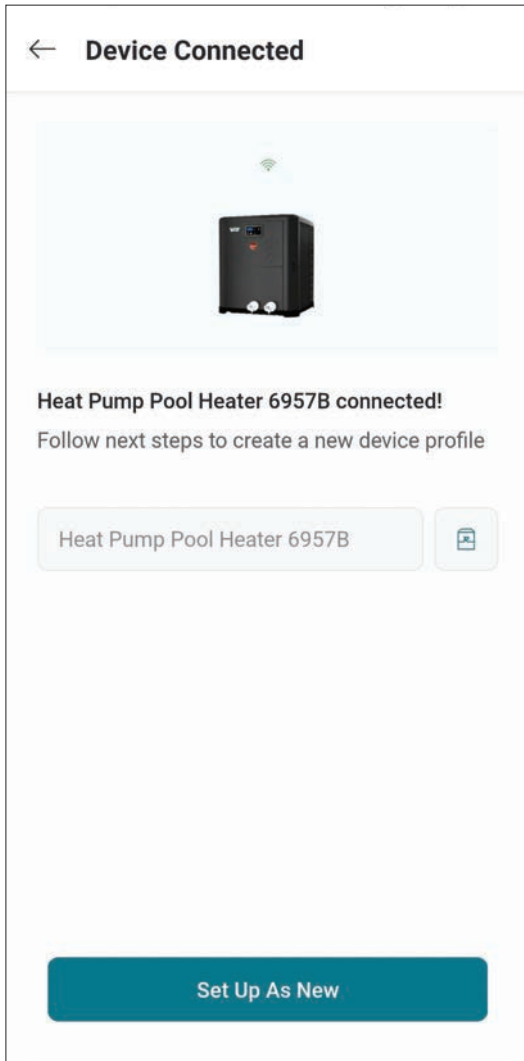 Device Connected
Heat Pump Pool Heater 6957B connected!
Follow next steps to create a new device profile
Heat Pump Pool Heater 6957B
Set Up As New